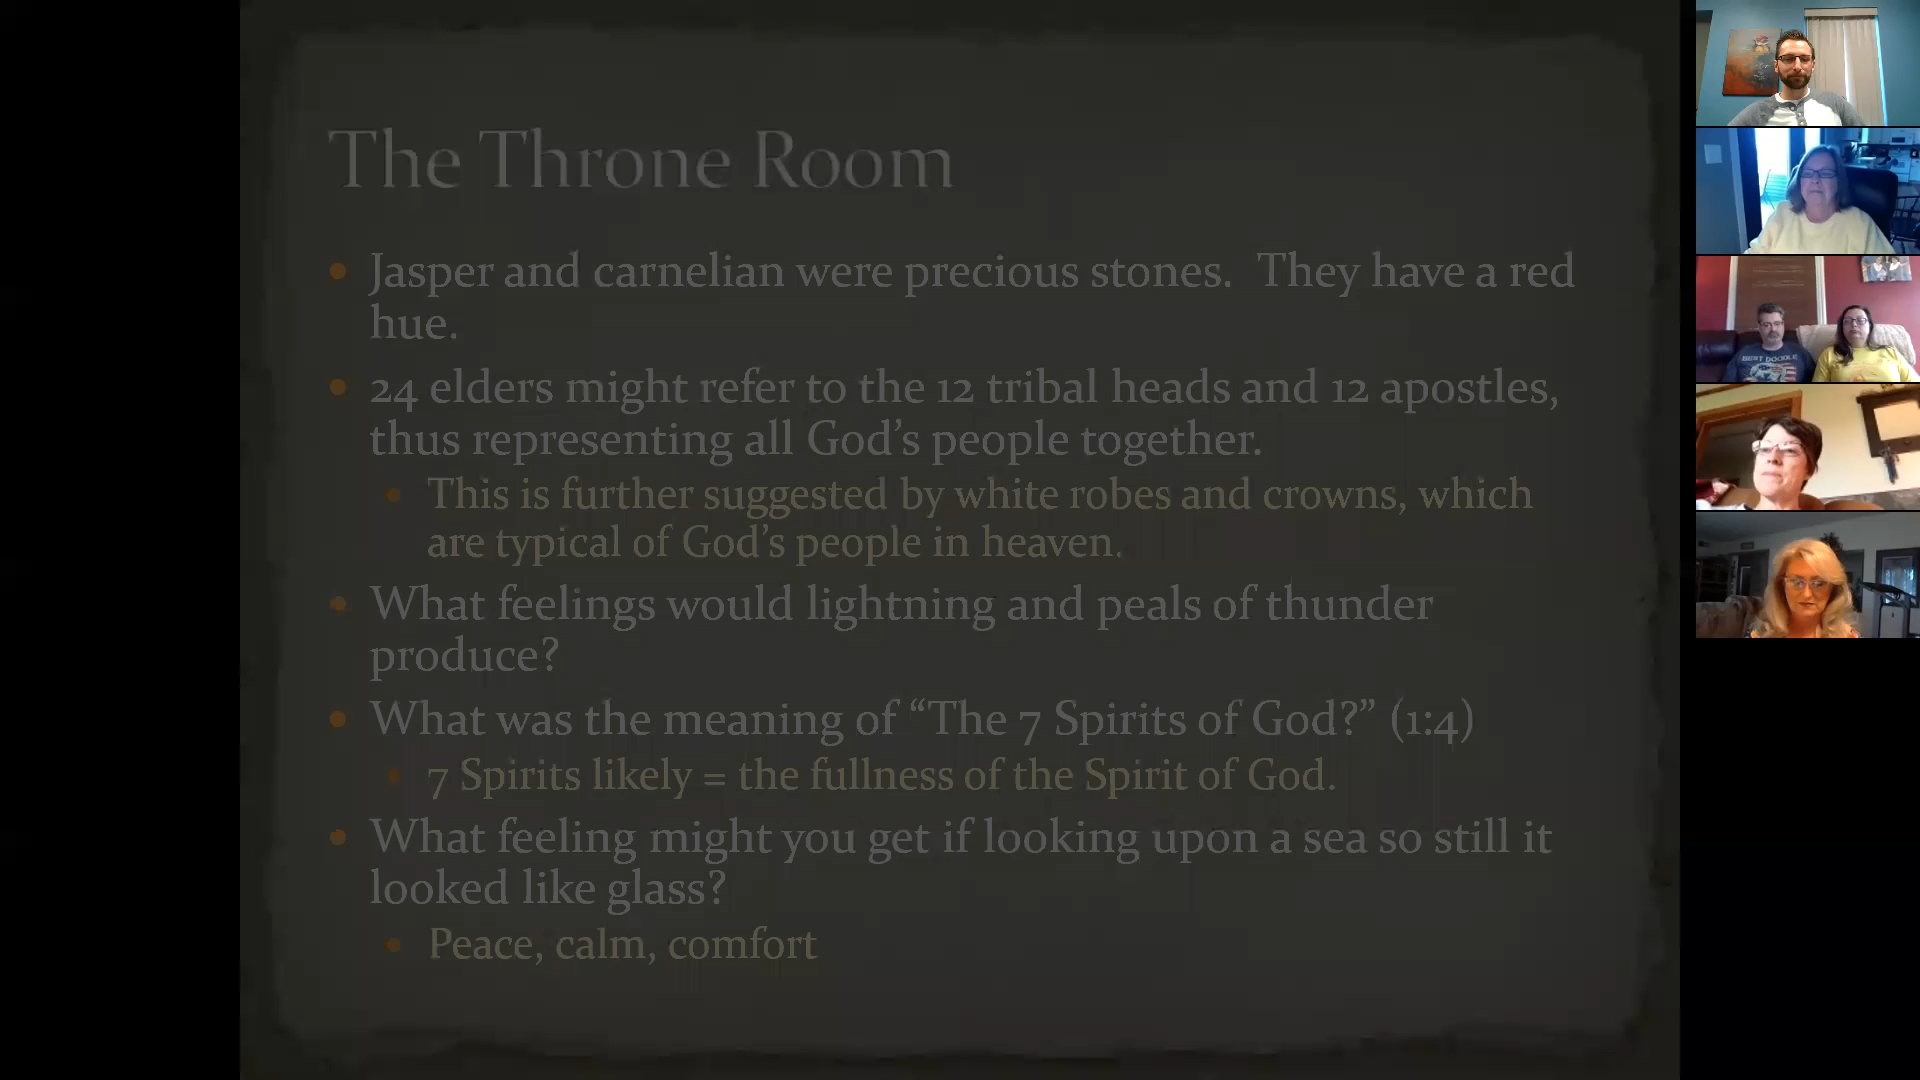 The Throne Room
Jasper and carnelian were precious stones.  They have a red
hue.
24 elders might refer to the 12 tribal heads and 12 apostles,
thus representing all God’s people together.
This is further suggested by white robes and crowns, which
are typical of God’s people in heaven.
What feelings would lightning and peals of thunder
produce?
What was the meaning of “The 7 Spirits of God?” (1:4)
7 Spirits likely = the fullness of the Spirit of God.
What feeling might you get if looking upon a sea so still it
looked like glass?
Peace, calm, comfort
BEST DOODLE